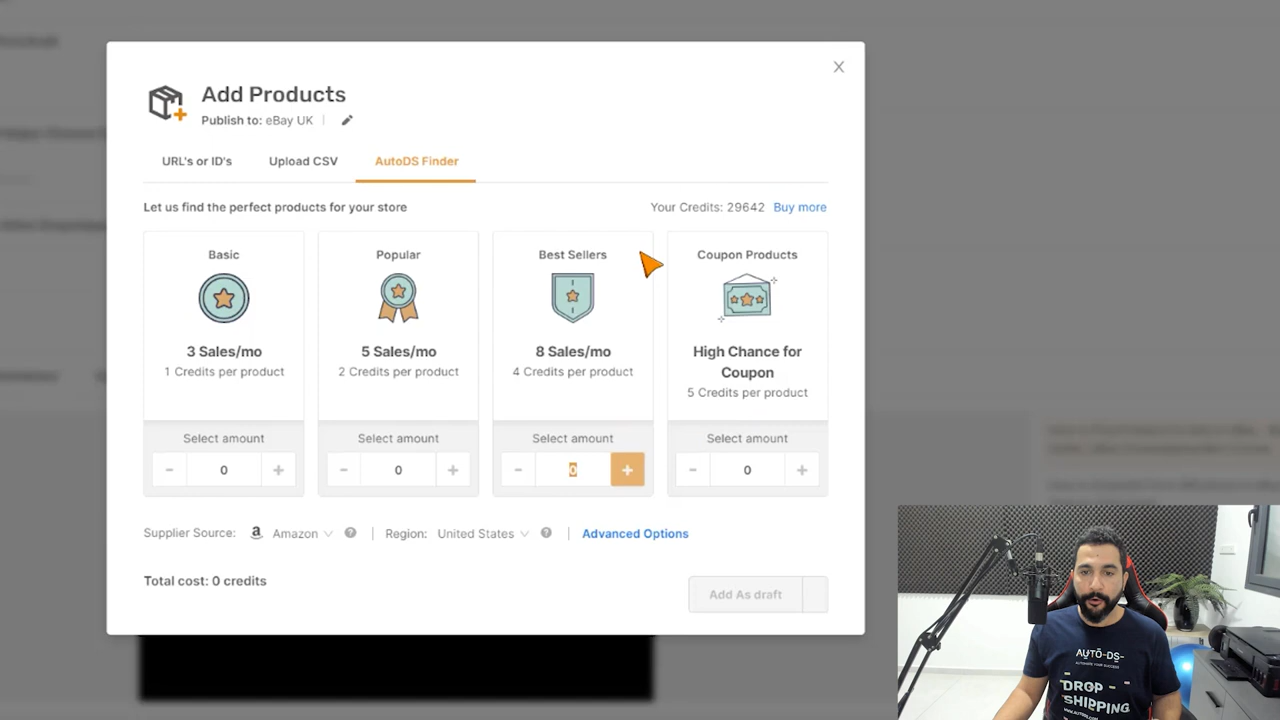 Add Products
Publish to: eBay UK
URL's or ID's
Upload CSV
AutoDS Finder
Let us find the perfect products for your store
Your Credits: 29642 Buy more
Basic
3 Sales/mo
1 Credits per product
Select amount
- 0 +
Popular
5 Sales/mo
2 Credits per product
Select amount
- 0 +
Best Sellers
8 Sales/mo
4 Credits per product
Select amount
- 0 +
Coupon Products
High Chance for
Coupon
5 Credits per product
Select amount
- 0 +
Supplier Source: a Amazon ? | Region: United States ? | Advanced Options
Total cost: 0 credits
Add As draft
AUTO-DS-
AUTOMATE YOUR SUCCESS
DROP
SHIPPING